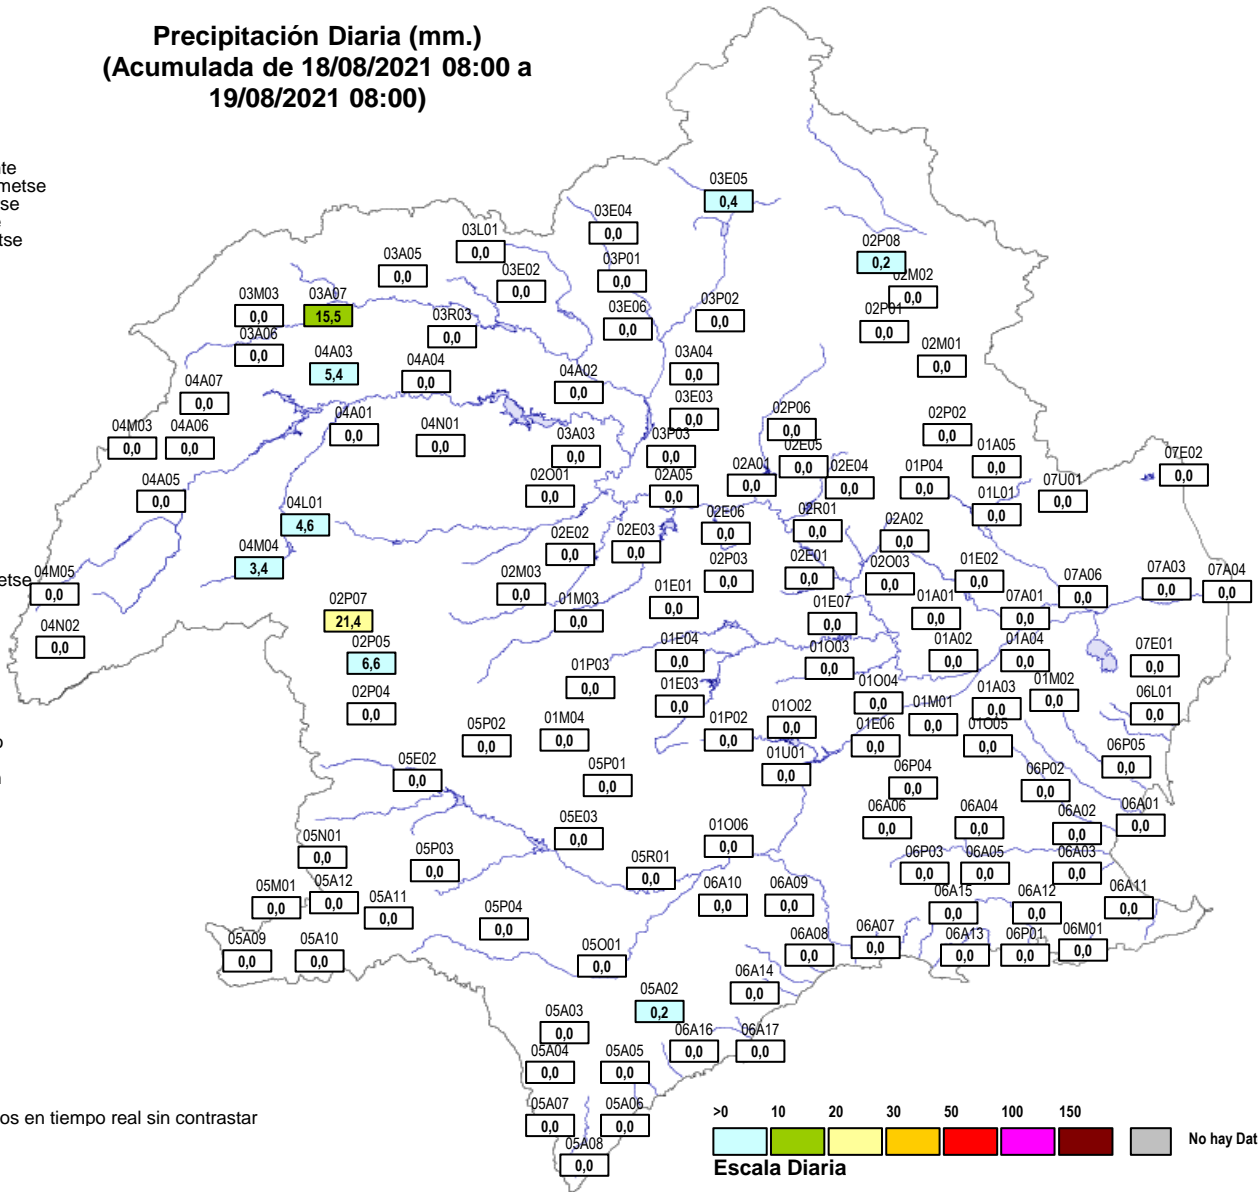 Precipitación Diaria (mm.)
(Acumulada de 18/08/2021 08:00 a
19/08/2021 08:00)
nte
metse
se
tse
03E05
0,4
03E04
0,0
03L01
0,0
02P08
0,2
03A05
0,0
03P01
0,0
03E02
0,0
02M02
0,0
03M03
0,0
03A07
15,5
03P02
0,0
03E06
0,0
02P01
0,0
03R03
0,0
03A06
0,0
02M01
0,0
04A03
5,4
04A04
0,0
03A04
0,0
04A02
0,0
04A07
0,0
03E03
0,0
02P06
0,0
02P02
0,0
04A01
0,0
04M03
0,0
04A06
0,0
04N01
0,0
03A03
0,0
03P03
0,0
02E05
0,0
01A05
0,0
07E02
0,0
02A01
0,0
02E04
0,0
01P04
0,0
07U01
0,0
04A05
0,0
02O01
0,0
02A05
0,0
01L01
0,0
04L01
4,6
02E06
0,0
02R01
0,0
02A02
0,0
02E02
0,0
02E03
0,0
04M04
3,4
metse
04M05
0,0
02M03
0,0
02P03
0,0
02E01
0,0
02O03
0,0
01E02
0,0
07A06
0,0
07A03
0,0
07A04
0,0
01M03
0,0
01E01
0,0
01E07
0,0
01A01
0,0
07A01
0,0
02P07
21,4
04N02
0,0
02P05
6,6
01E04
0,0
01O03
0,0
01A02
0,0
01A04
0,0
07E01
0,0
01P03
0,0
01E03
0,0
01O04
0,0
01A03
0,0
01M02
0,0
06L01
0,0
02P04
0,0
05P02
0,0
01M04
0,0
01P02
0,0
01O02
0,0
01M01
0,0
01E06
0,0
01O05
0,0
05E02
0,0
05P01
0,0
01U01
0,0
06P04
0,0
06P02
0,0
06P05
0,0
05E03
0,0
06A06
0,0
06A04
0,0
06A02
0,0
06A01
0,0
01O06
0,0
05N01
0,0
05P03
0,0
05R01
0,0
06P03
0,0
06A05
0,0
06A03
0,0
05M01
0,0
05A12
0,0
05A11
0,0
06A10
0,0
06A09
0,0
06A15
0,0
06A12
0,0
06A11
0,0
05P04
0,0
05A09
0,0
05A10
0,0
05O01
0,0
06A08
0,0
06A07
0,0
06A13
0,0
06P01
0,0
06M01
0,0
06A14
0,0
05A02
0,2
05A03
0,0
06A16
0,0
06A17
0,0
05A04
0,0
05A05
0,0
05A07
0,0
05A06
0,0
05A08
0,0
os en tiempo real sin contrastar
>0 10 20 30 50 100 150
No hay Dat
Escala Diaria